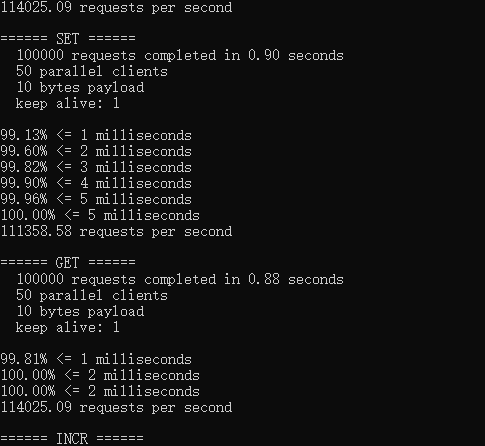 114025.09 requests per second
====== SET ======
100000 requests completed in 0.90 seconds
50 parallel clients
10 bytes payload
keep alive: 1
99.13% <= 1 milliseconds
99.60% <= 2 milliseconds
99.82% <= 3 milliseconds
99.90% <= 4 milliseconds
99.96% <= 5 milliseconds
100.00% <= 5 milliseconds
111358.58 requests per second
====== GET ======
100000 requests completed in 0.88 seconds
50 parallel clients
10 bytes payload
keep alive: 1
99.81% <= 1 milliseconds
100.00% <= 2 milliseconds
100.00% <= 2 milliseconds
114025.09 requests per second
====== INCR ======